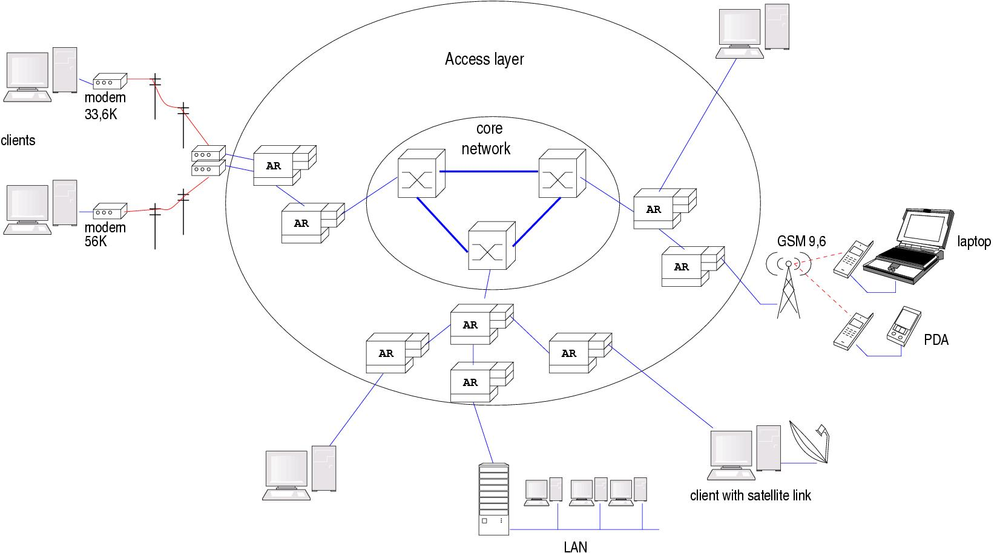 Access layer
modem
33,6K
core
network
clients
AR
AR
AR
modem
56K
AR
GSM 9,6
laptop
AR
AR
PDA
AR
AR
AR
client with satellite link
LAN